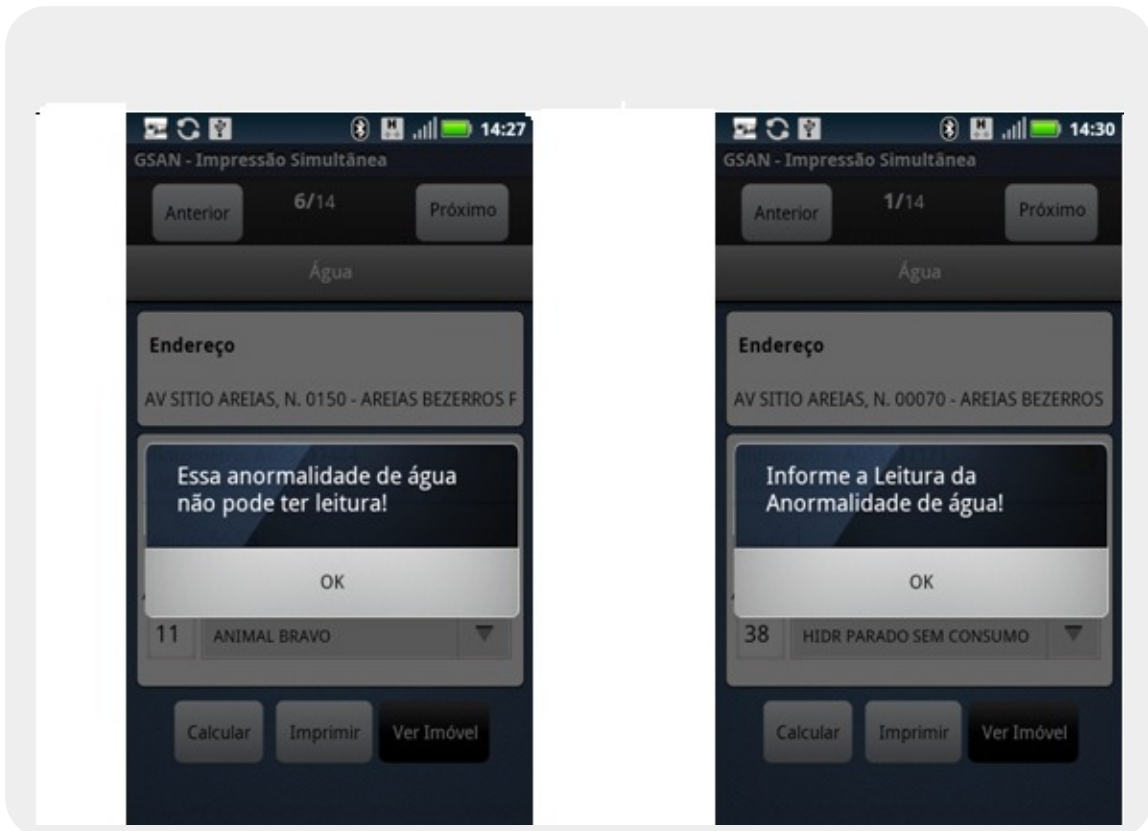 14:27
GSAN - Impressão Simultânea
Anterior
6/14
Próximo
Água
Endereço
AV SITIO AREIAS, N. 0150 - AREIAS BEZERROS F
Essa anormalidade de água
não pode ter leitura!
OK
11 ANIMAL BRAVO
Calcular Imprimir Ver Imóvel
14:30
GSAN - Impressão Simultânea
Anterior
1/14
Próximo
Água
Endereço
AV SITIO AREIAS, N. 00070 - AREIAS BEZERROS
Informe a Leitura da
Anormalidade de água!
OK
38 HIDR PARADO SEM CONSUMO
Calcular Imprimir Ver Imóvel